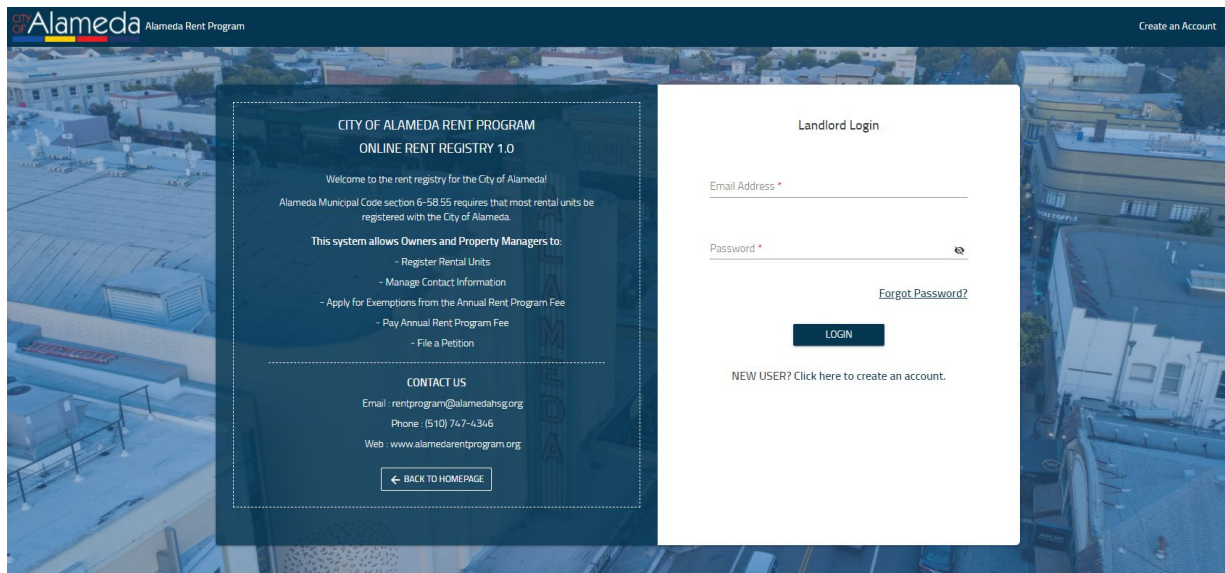 CITY OF Alameda Alameda Rent Program
Create an Account
CITY OF ALAMEDA RENT PROGRAM
ONLINE RENT REGISTRY 1.0
Welcome to the rent registry for the City of Alameda!
Alameda Municipal Code section 6-58.55 requires that most rental units be
registered with the City of Alameda.
This system allows Owners and Property Managers to:
- Register Rental Units
- Manage Contact Information
- Apply for Exemptions from the Annual Rent Program Fee
- Pay Annual Rent Program Fee
- File a Petition
CONTACT US
Email : rentprogram@alamedahsg.org
Phone : (510) 747-4346
Web : www.alamedarentprogram.org
← BACK TO HOMEPAGE
Landlord Login
Email Address *
Password *
Forgot Password?
LOGIN
NEW USER? Click here to create an account.
ALAMEDA